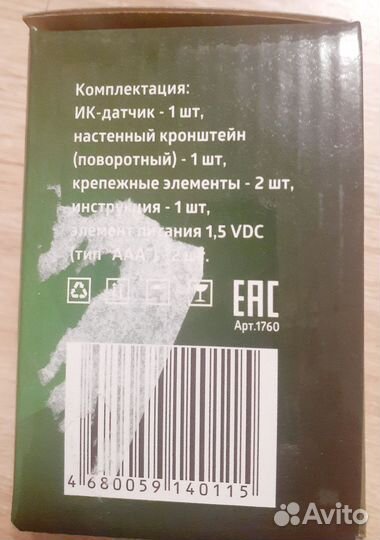 Комплектация:
ИК-датчик - 1 шт,
настенный кронштейн
(поворотный) - 1 шт,
крепежные элементы - 2 шт,
инструкция - 1 шт,
элемент питания 1,5 VDC
(тип "ААА") - 2 шт.
EAC
Арт.1760
4 680059 140115
Avito